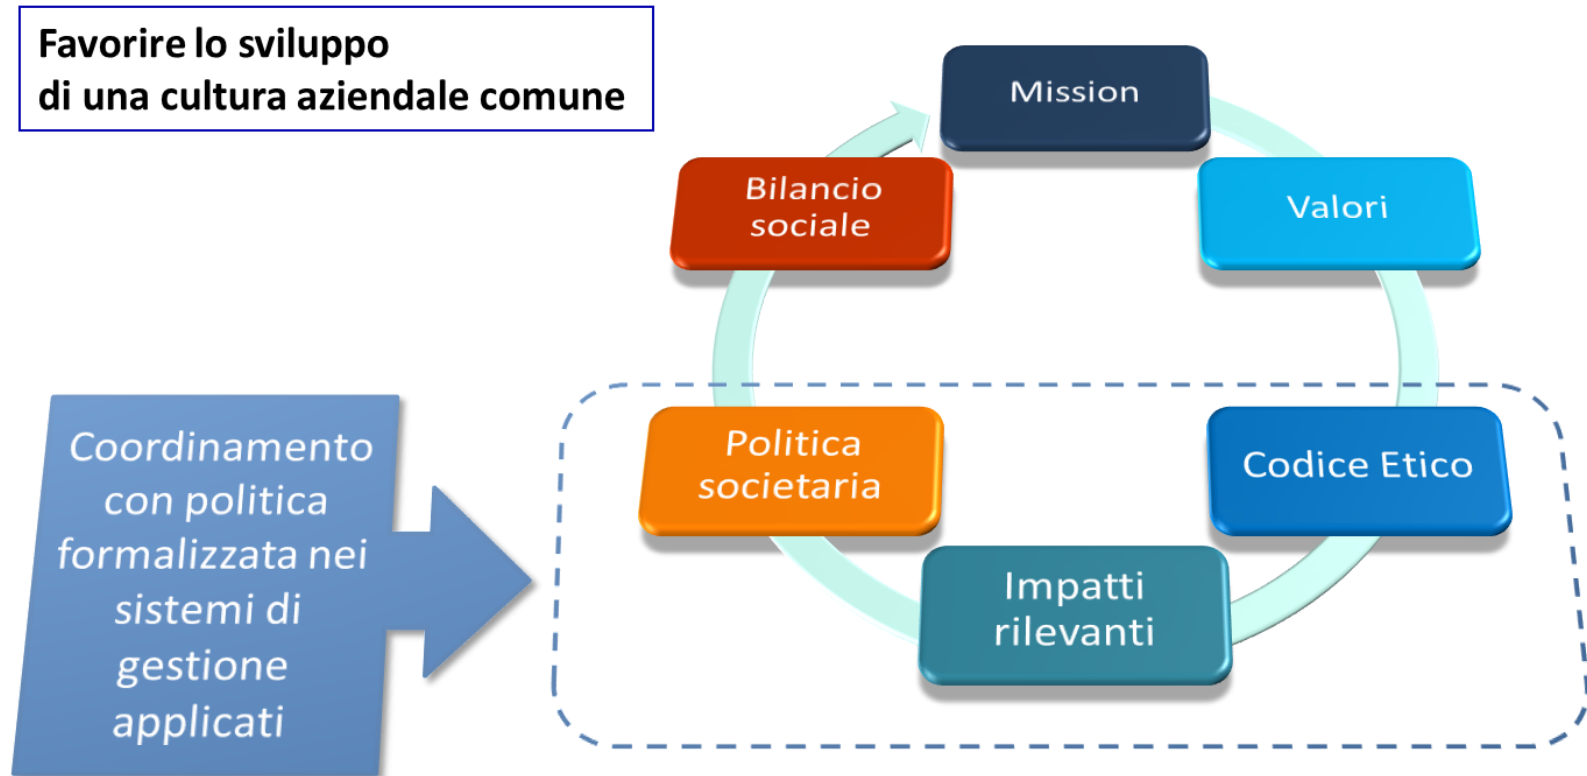 Favorire lo sviluppo
di una cultura aziendale comune
Mission
Valori
Codice Etico
Impatti
rilevanti
Politica
societaria
Bilancio
sociale
Coordinamento
con politica
formalizzata nei
sistemi di
gestione
applicati